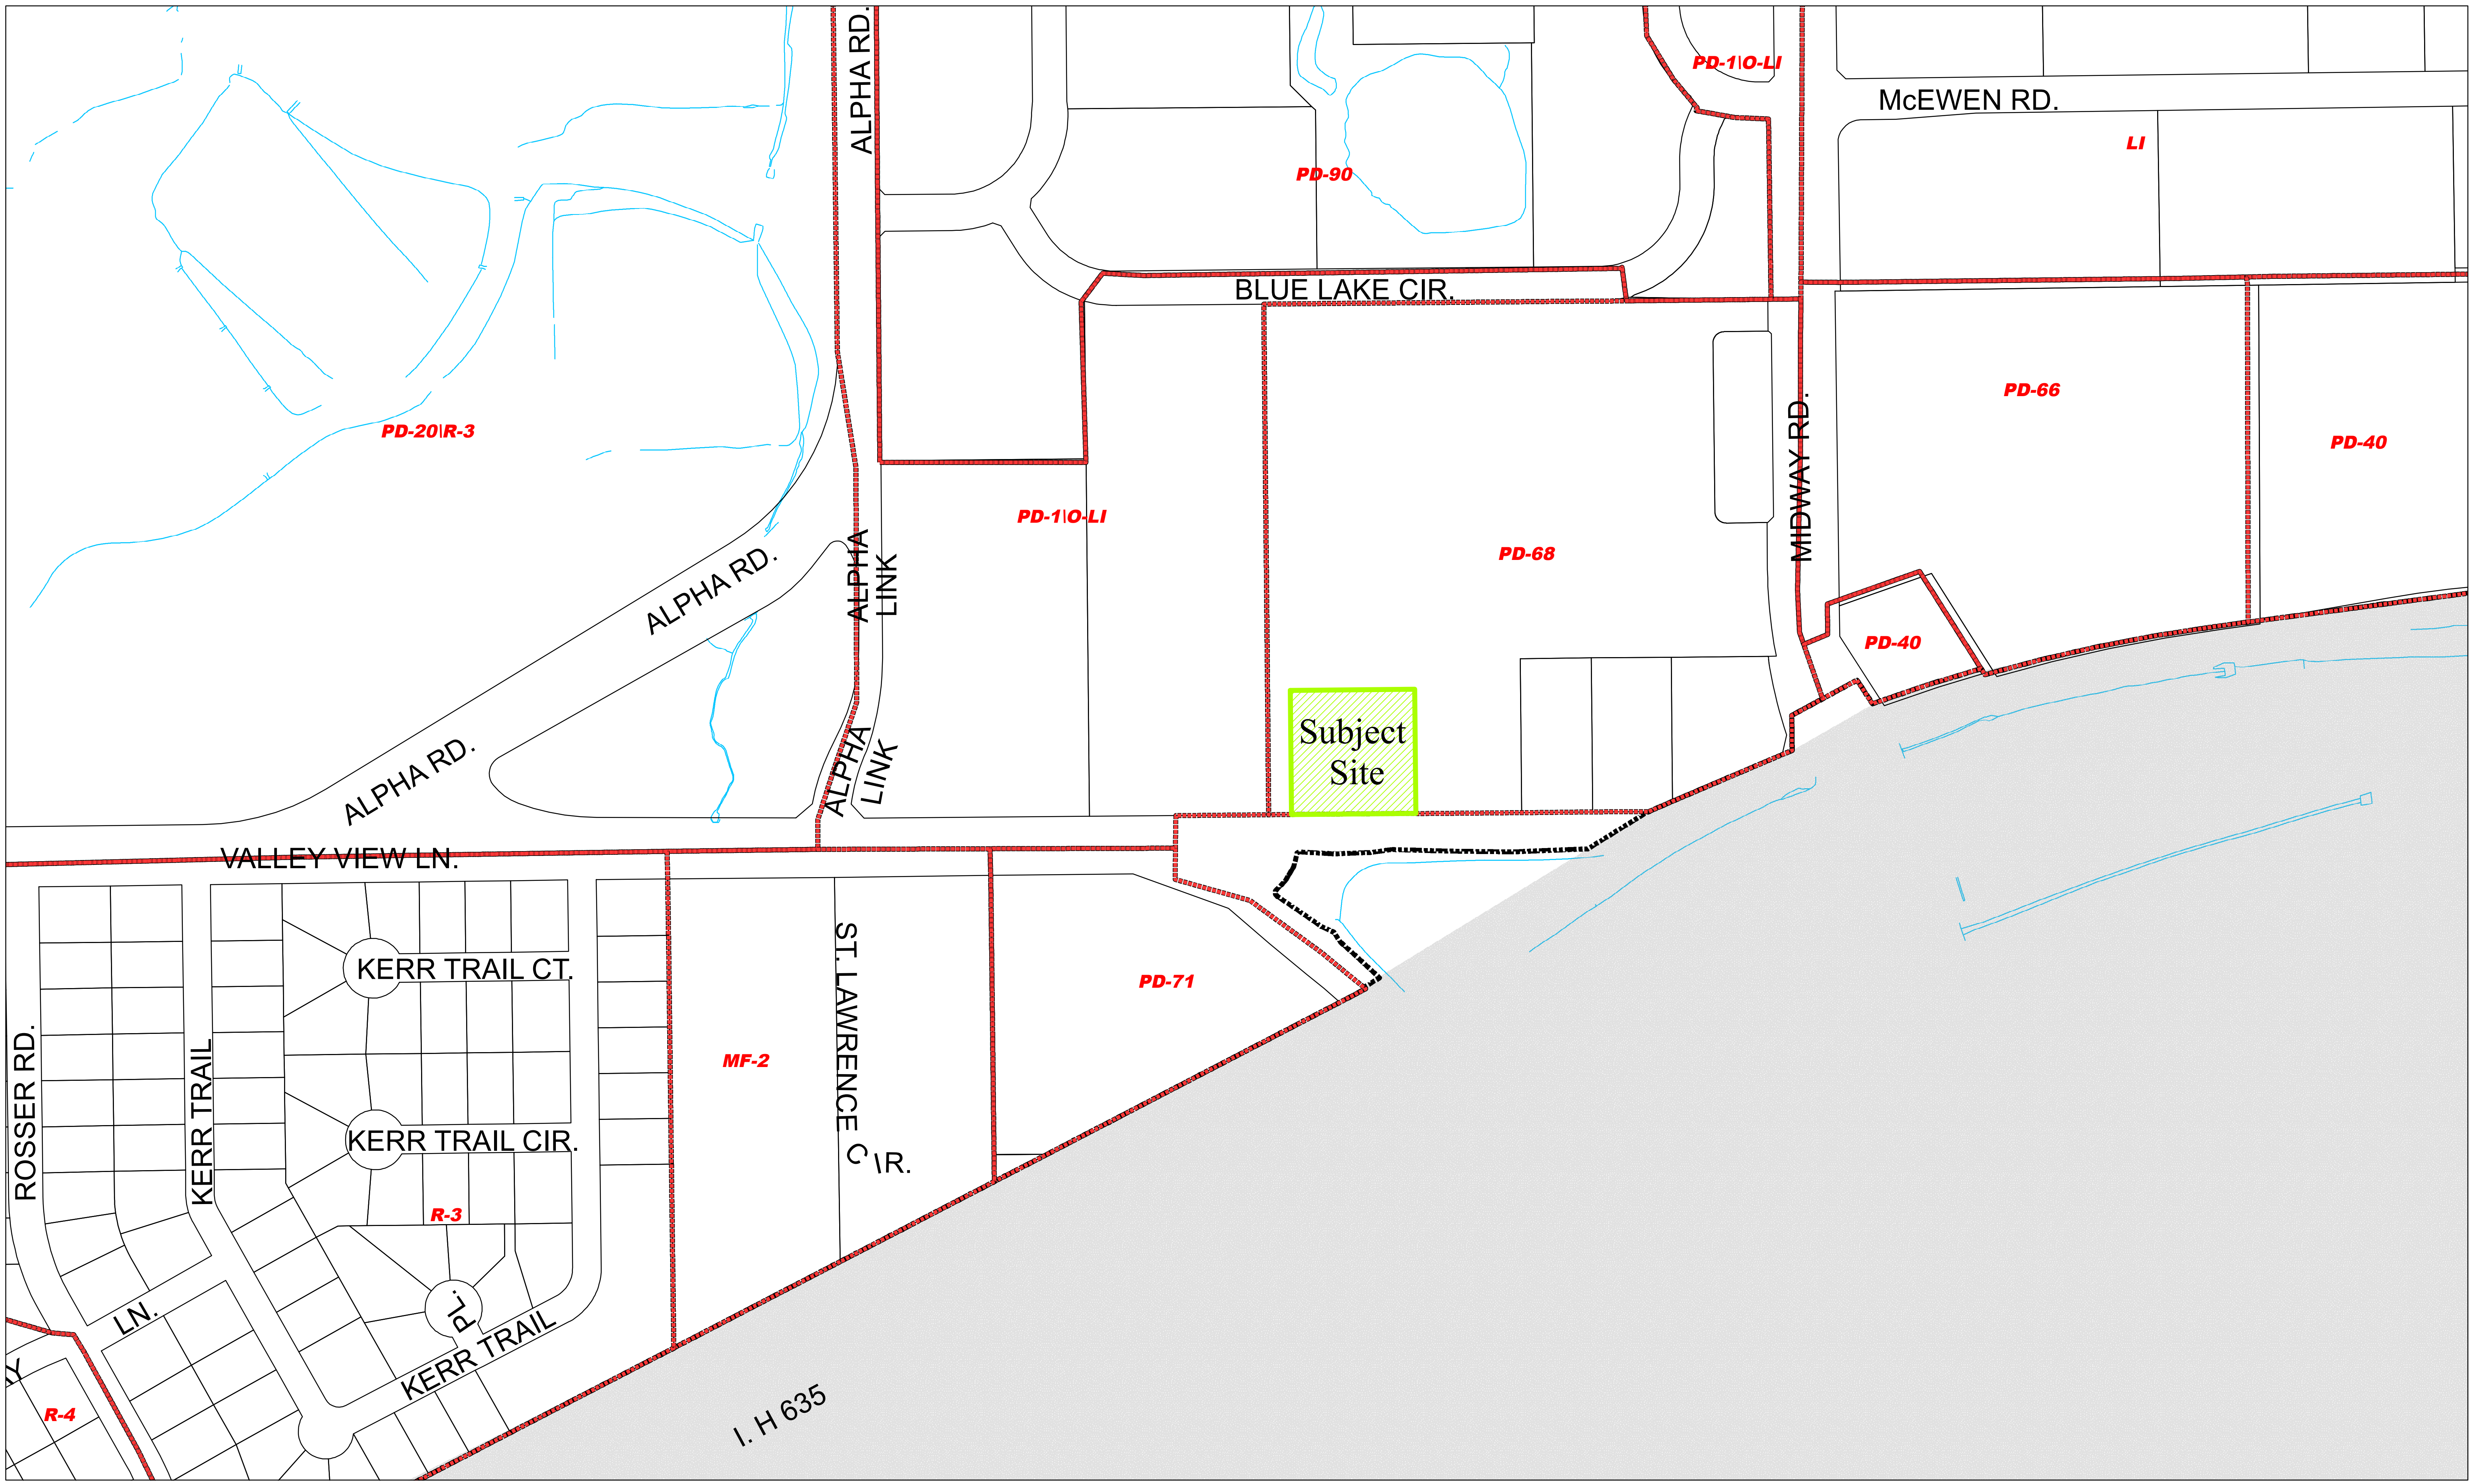 ALPHA RD.
PD-1\O-LI
McEWEN RD.
LI
PD-90
BLUE LAKE CIR.
PD-66
PD-20\R-3
PD-40
MIDWAY RD.
PD-1\O-LI
PD-68
ALPHA
LINK
ALPHA RD.
PD-40
Subject
Site
ALPHA RD.
ALPHA
LINK
VALLEY VIEW LN.
KERR TRAIL CT.
ST. LAWRENCE CIR.
PD-71
MF-2
ROSSER RD.
KERR TRAIL
KERR TRAIL CIR.
R-3
LN.
PL.
KERR TRAIL
R-4
I. H 635